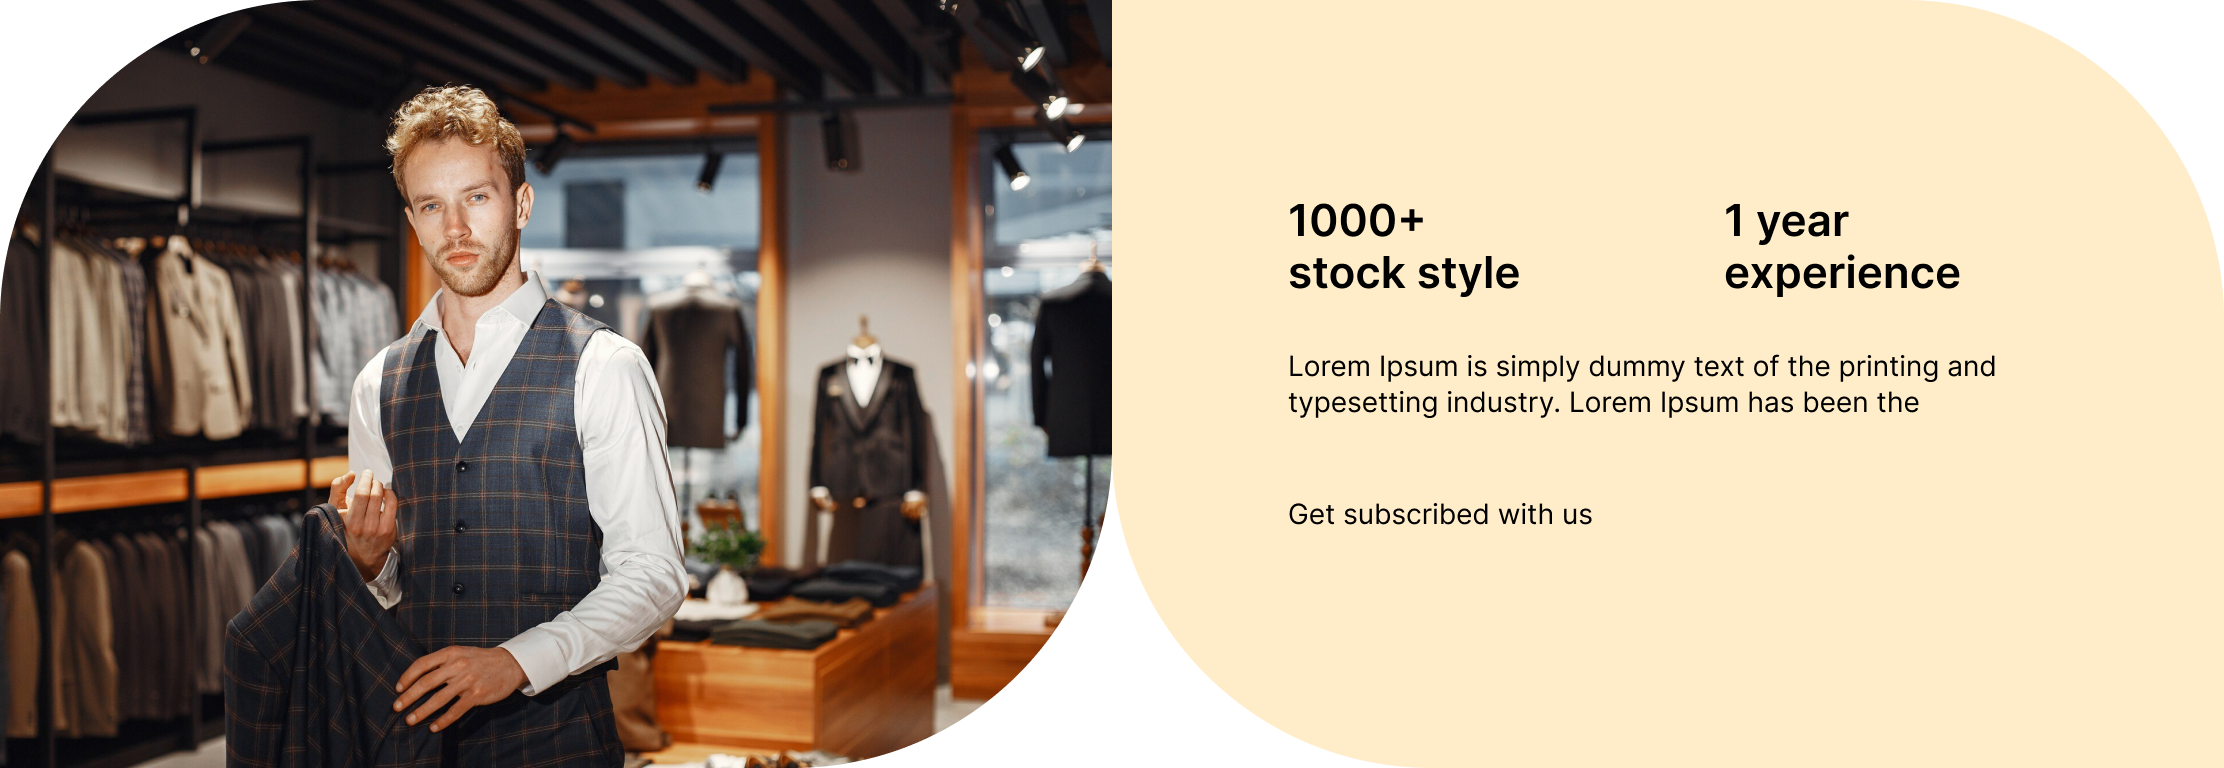 1000+
stock style
1 year
experience
Lorem Ipsum is simply dummy text of the printing and
typesetting industry. Lorem Ipsum has been the
Get subscribed with us